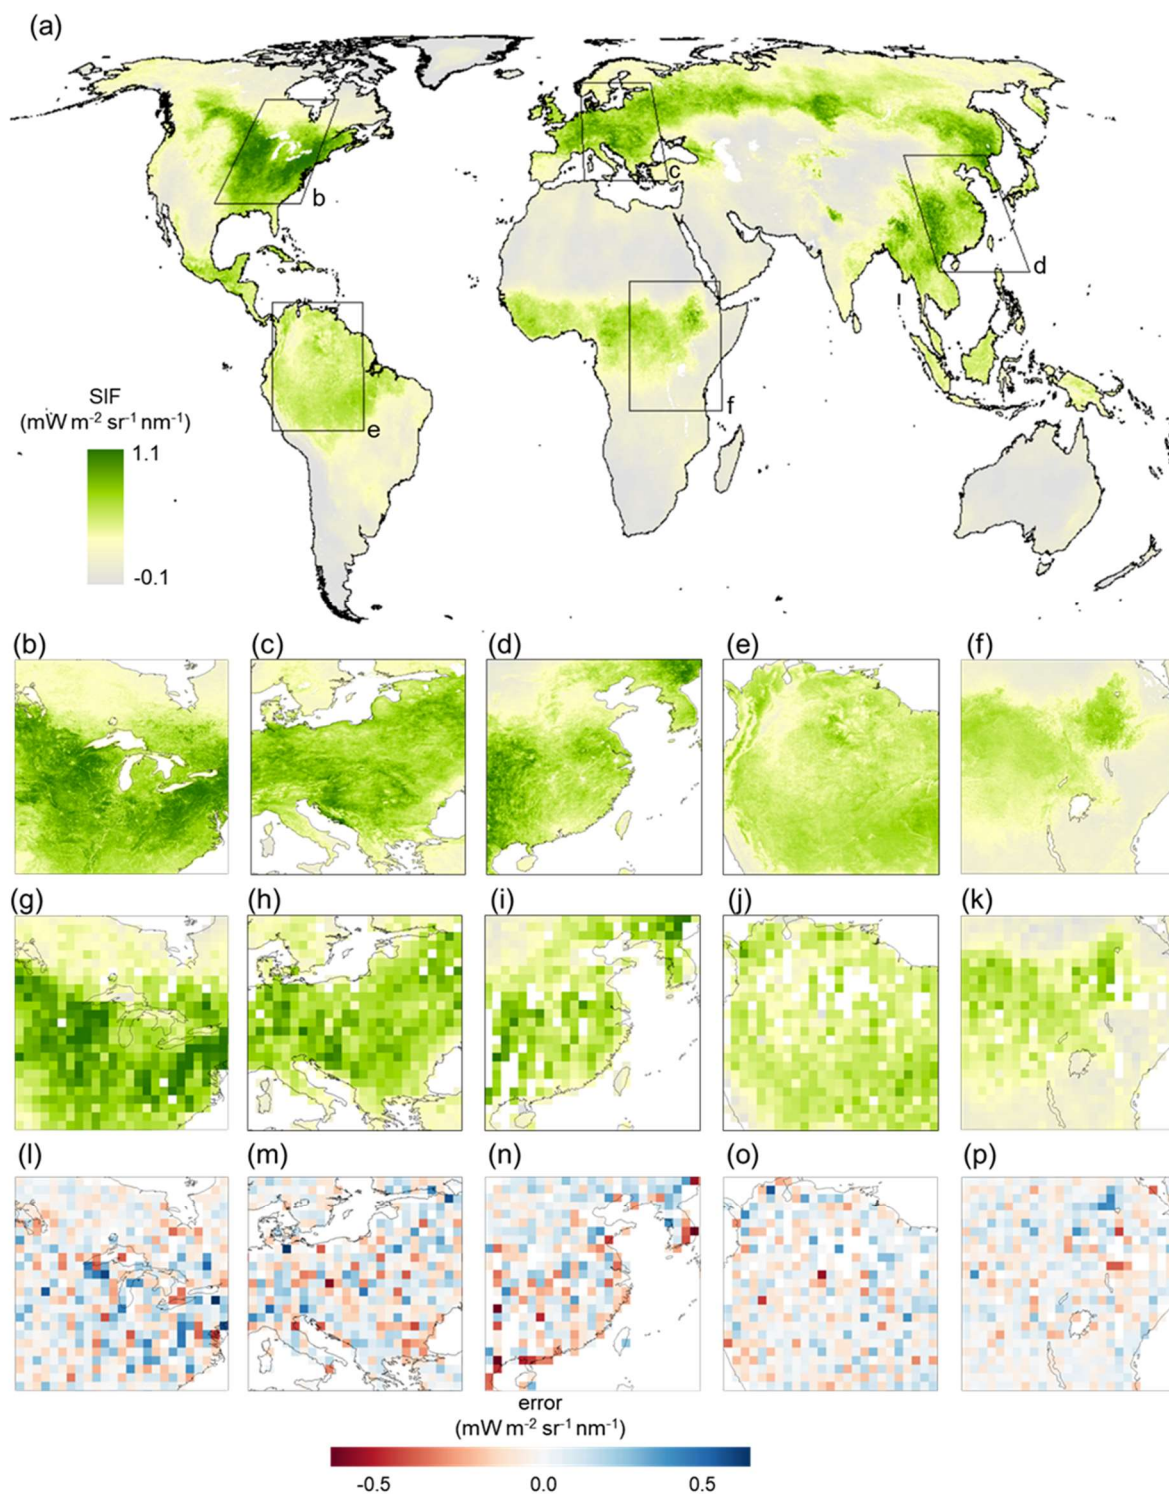 (a)
b
c
d
e
f
SIF
(mW m⁻² sr⁻¹ nm⁻¹)
1.1
-0.1
(b) (c) (d) (e) (f)
(g) (h) (i) (j) (k)
(l) (m) (n) (o) (p)
error
(mW m⁻² sr⁻¹ nm⁻¹)
-0.5 0.0 0.5